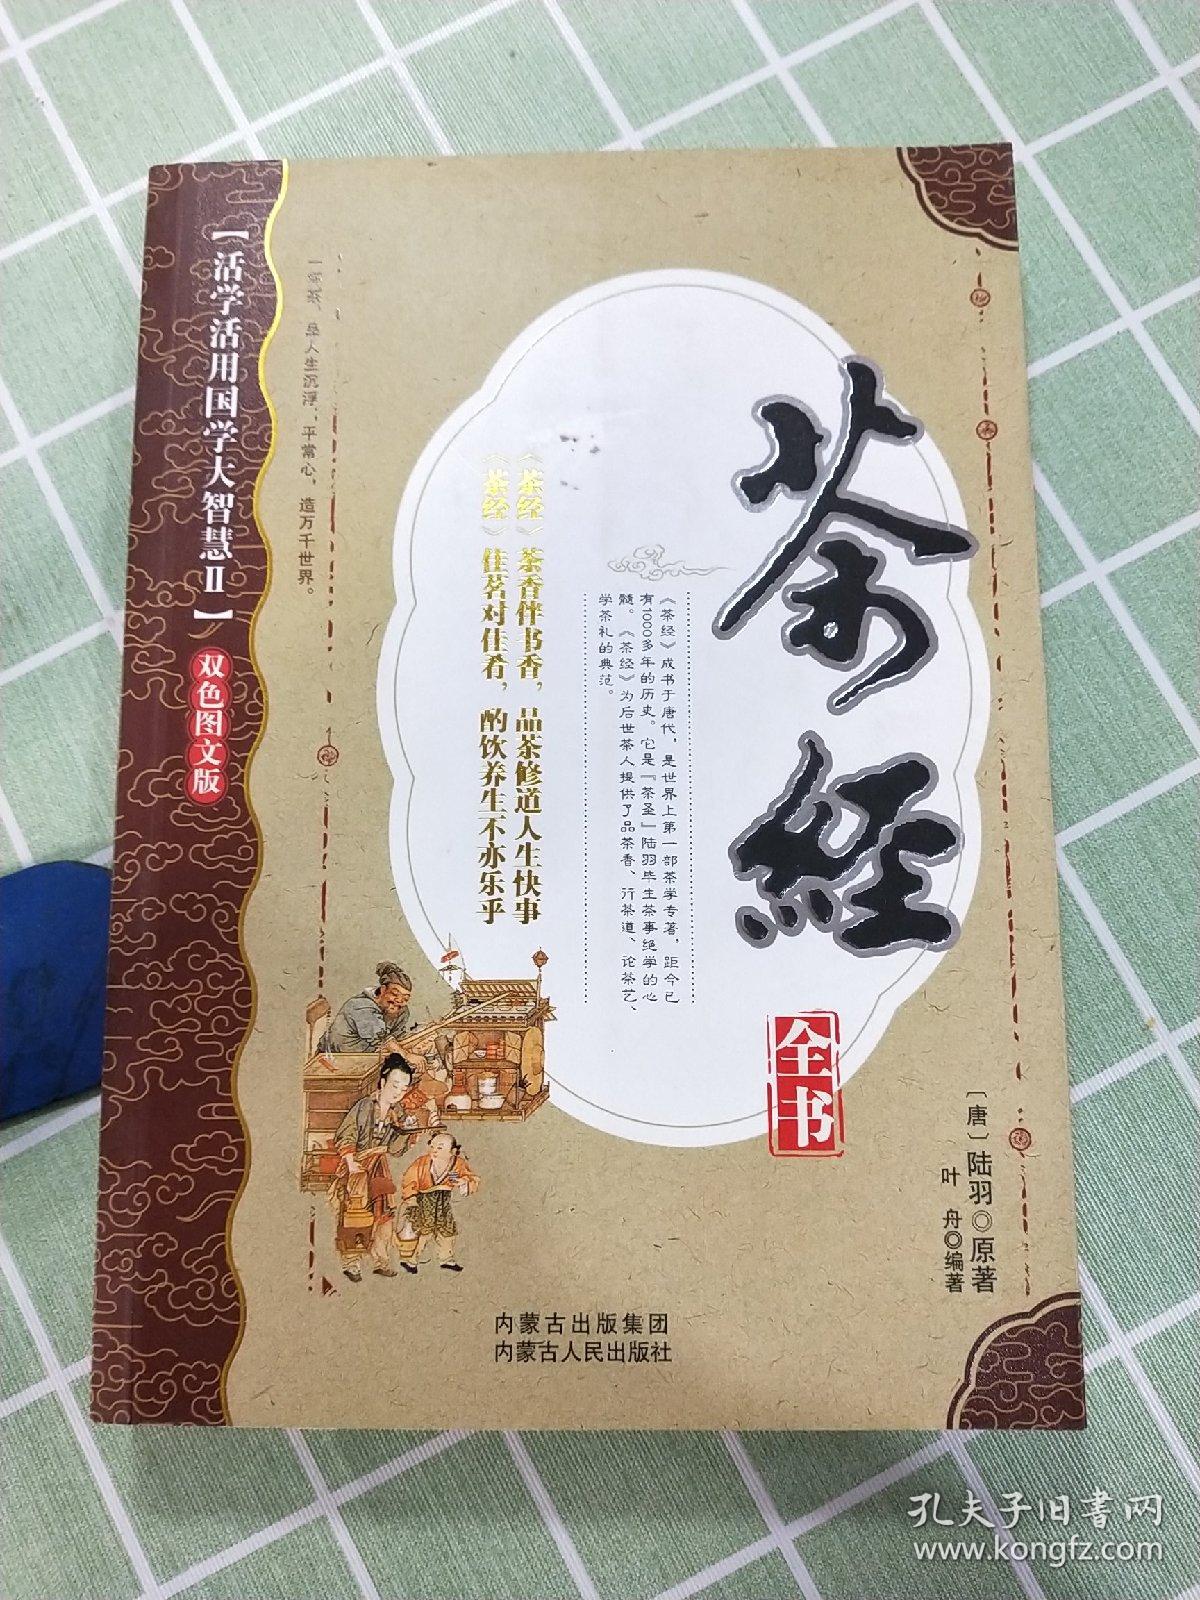 茶經
全书
［唐］陆羽◎原著
叶舟◎编著
《茶经》成书于唐代，是世界上第一部茶学专著，距今已
有1000多年的历史。它是『茶圣』陆羽毕生茶事绝学的心
髓。《茶经》为后世茶人提供了品茶香、行茶道、论茶艺、
学茶礼的典范。
《茶经》茶香伴书香，品茶修道人生快事
《茶经》佳茗对佳肴，酌饮养生不亦乐乎
一壶茶，品人生沉浮；平常心，造万千世界。
【活学活用国学大智慧Ⅱ】
双色图文版
内蒙古出版集团
内蒙古人民出版社
孔夫子旧書网
www.kongfz.com